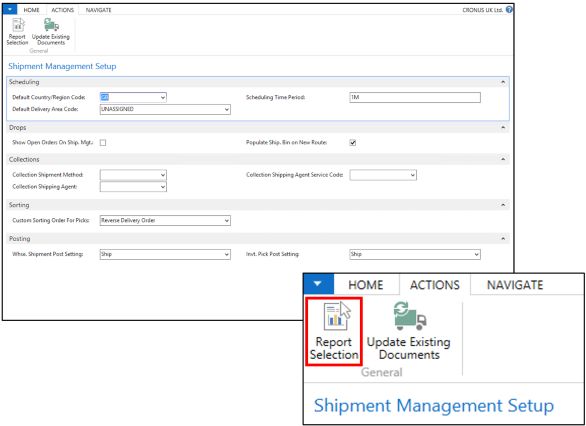 HOME ACTIONS NAVIGATE CRONUS UK Ltd. ?
Report Selection Update Existing Documents
General
Shipment Management Setup
Scheduling
Default Country/Region Code: GB Scheduling Time Period: 1M
Default Delivery Area Code: UNASSIGNED
Drops
Show Open Orders On Ship. Mgt.: Populate Ship. Bin on New Route:
Collections
Collection Shipment Method: Collection Shipping Agent Service Code:
Collection Shipping Agent:
Sorting
Custom Sorting Order For Picks: Reverse Delivery Order
Posting
Whse. Shipment Post Setting: Ship Invt. Pick Post Setting: Ship
HOME ACTIONS NAVIGATE
Report Update Existing
Selection Documents
General
Shipment Management Setup